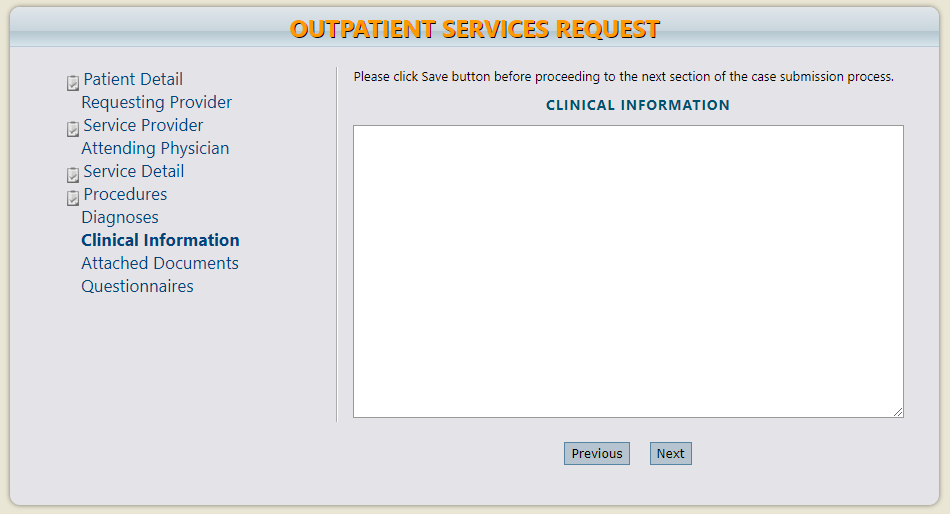 OUTPATIENT SERVICES REQUEST
Patient Detail
Requesting Provider
Service Provider
Attending Physician
Service Detail
Procedures
Diagnoses
Clinical Information
Attached Documents
Questionnaires
Please click Save button before proceeding to the next section of the case submission process.
CLINICAL INFORMATION
Previous
Next